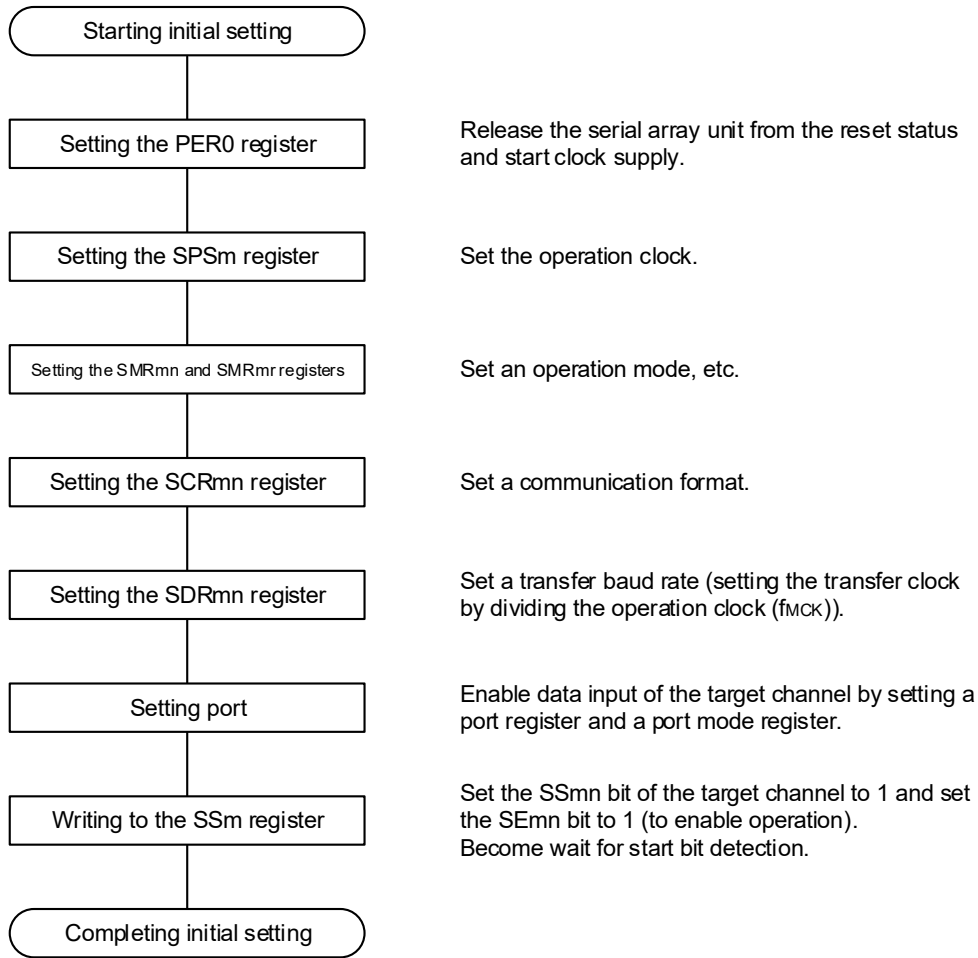 Starting initial setting
Setting the PER0 register
Release the serial array unit from the reset status
and start clock supply.
Setting the SPSm register
Set the operation clock.
Setting the SMRmn and SMRmr registers
Set an operation mode, etc.
Setting the SCRmn register
Set a communication format.
Setting the SDRmn register
Set a transfer baud rate (setting the transfer clock
by dividing the operation clock (fMCK)).
Setting port
Enable data input of the target channel by setting a
port register and a port mode register.
Writing to the SSm register
Set the SSmn bit of the target channel to 1 and set
the SEmn bit to 1 (to enable operation).
Become wait for start bit detection.
Completing initial setting